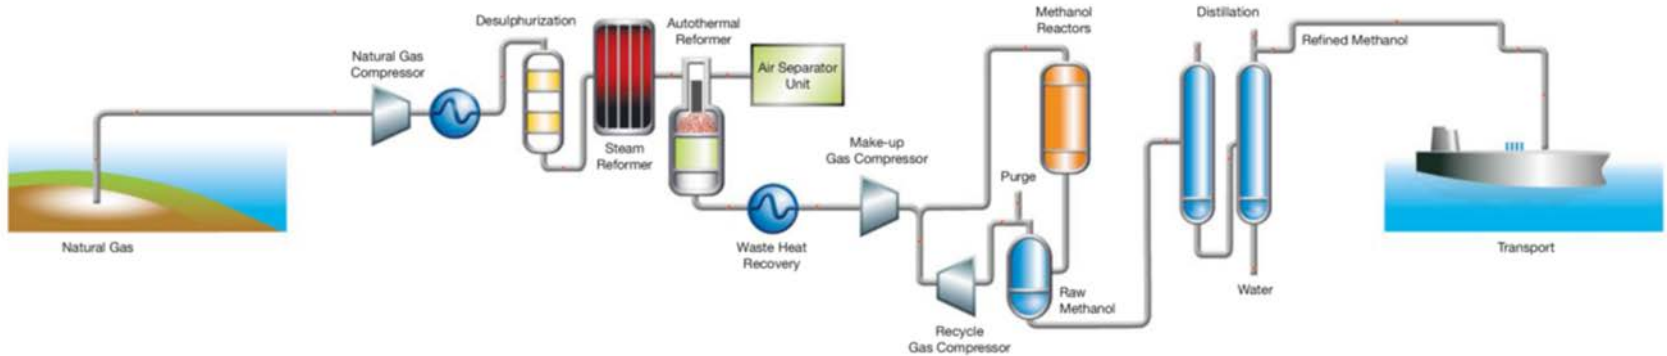 Natural Gas
Natural Gas
Compressor
Desulphurization
Steam
Reformer
Autothermal
Reformer
Air Separator
Unit
Waste Heat
Recovery
Make-up
Gas Compressor
Recycle
Gas Compressor
Purge
Methanol
Reactors
Raw
Methanol
Distillation
Water
Refined Methanol
Transport